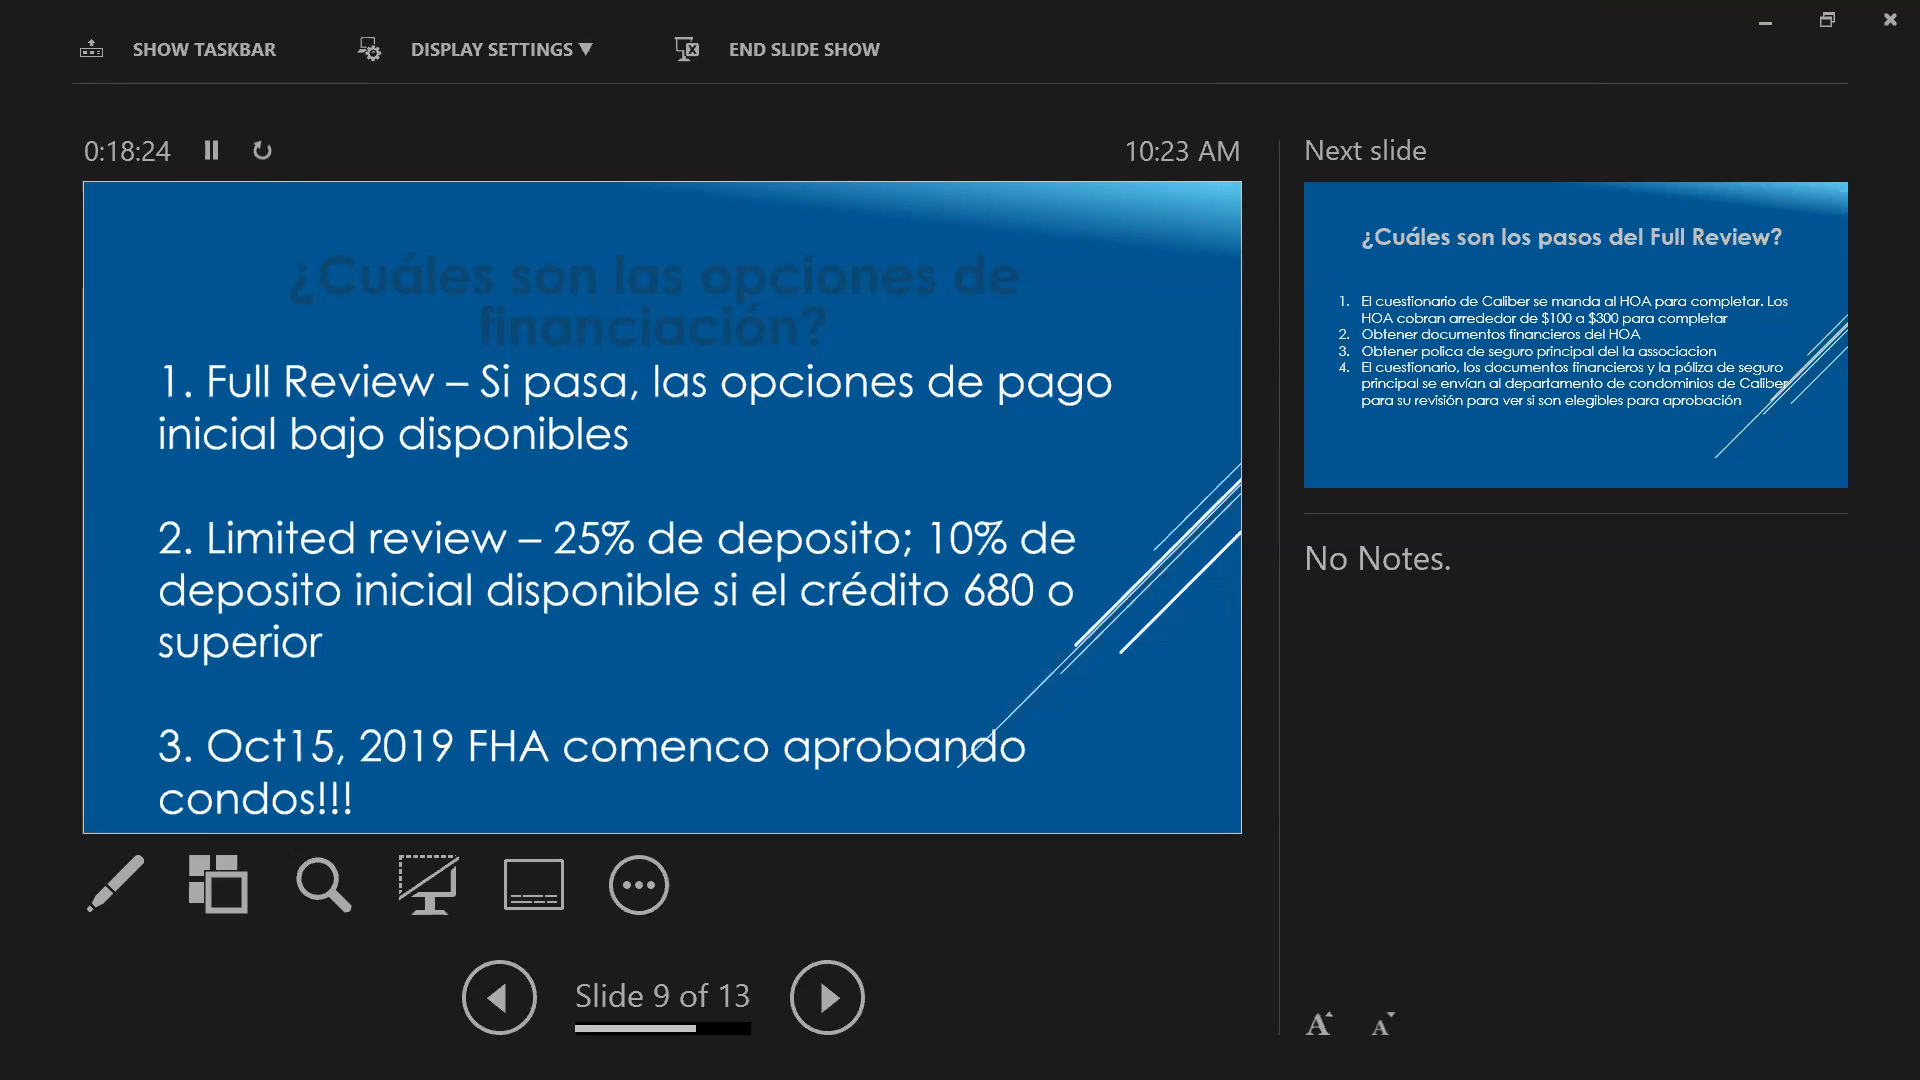 SHOW TASKBAR
DISPLAY SETTINGS ▼
END SLIDE SHOW
0:18:24
10:23 AM
¿Cuáles son las opciones de
financiación?
1. Full Review – Si pasa, las opciones de pago
inicial bajo disponibles
2. Limited review – 25% de deposito; 10% de
deposito inicial disponible si el crédito 680 o
superior
3. Oct15, 2019 FHA comenco aprobando
condos!!!
Slide 9 of 13
Next slide
¿Cuáles son los pasos del Full Review?
1. El cuestionario de Caliber se manda al HOA para completar. Los
HOA cobran arrededor de $100 a $300 para completar
2. Obtener documentos financieros del HOA
3. Obtener polica de seguro principal del la associacion
4. El cuestionario, los documentos financieros y la póliza de seguro
principal se envían al departamento de condominios de Caliber
para su revisión para ver si son elegibles para aprobación
No Notes.
A A